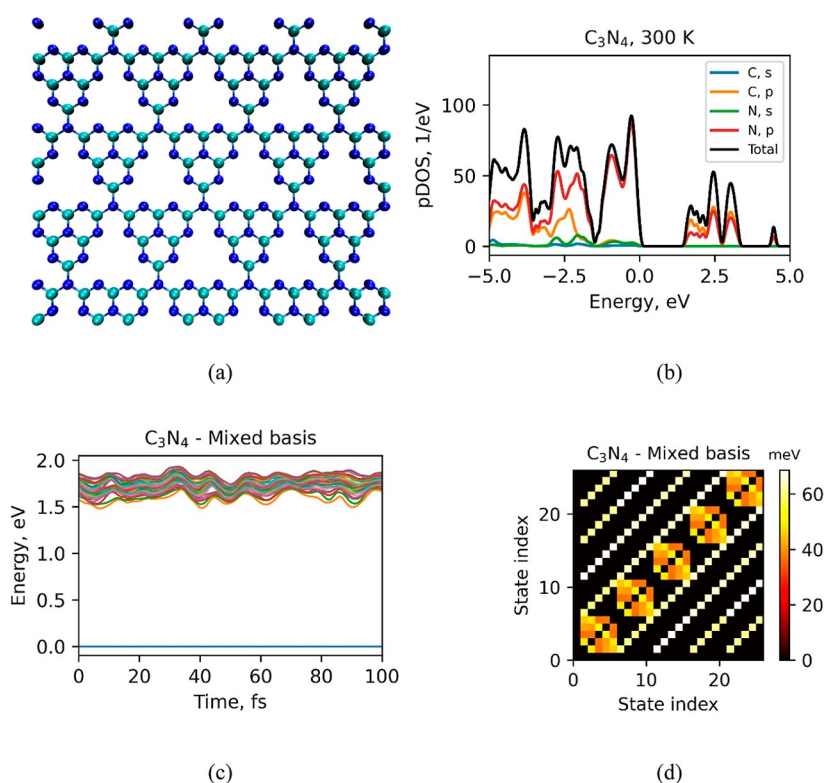 C₃N₄, 300 K
pDOS, 1/eV
100
50
0
C, s
C, p
N, s
N, p
Total
−5.0
−2.5
0.0
2.5
5.0
Energy, eV
(a)
(b)
C₃N₄ - Mixed basis
Energy, eV
2.0
1.5
1.0
0.5
0.0
0
20
40
60
80
100
Time, fs
C₃N₄ - Mixed basis
meV
State index
20
10
0
0
10
20
State index
60
40
20
0
(c)
(d)